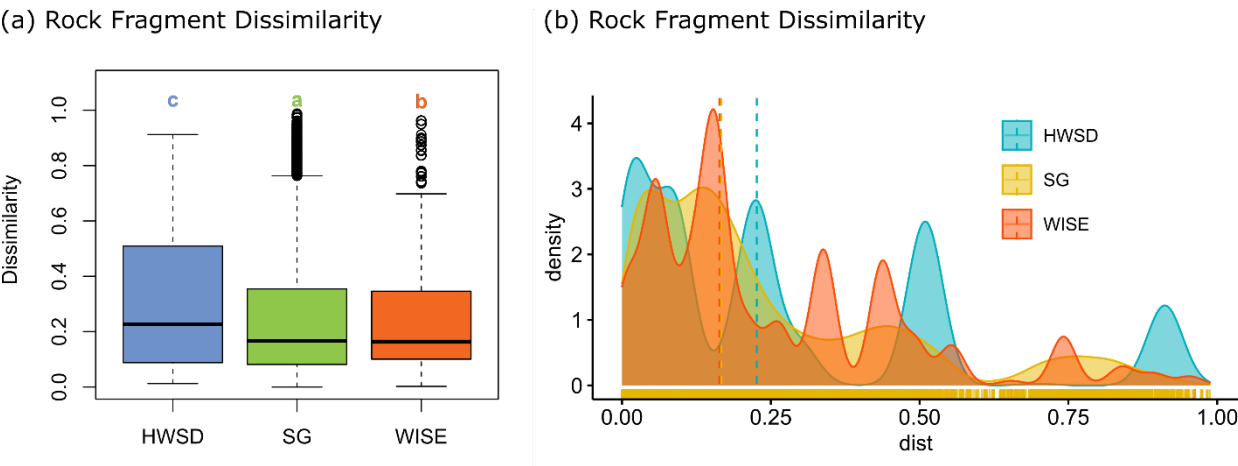 (a) Rock Fragment Dissimilarity
Dissimilarity
0.0 0.2 0.4 0.6 0.8 1.0
c a b
HWSD SG WISE
(b) Rock Fragment Dissimilarity
density
4
3
2
1
0
HWSD
SG
WISE
0.00 0.25 0.50 0.75 1.00
dist